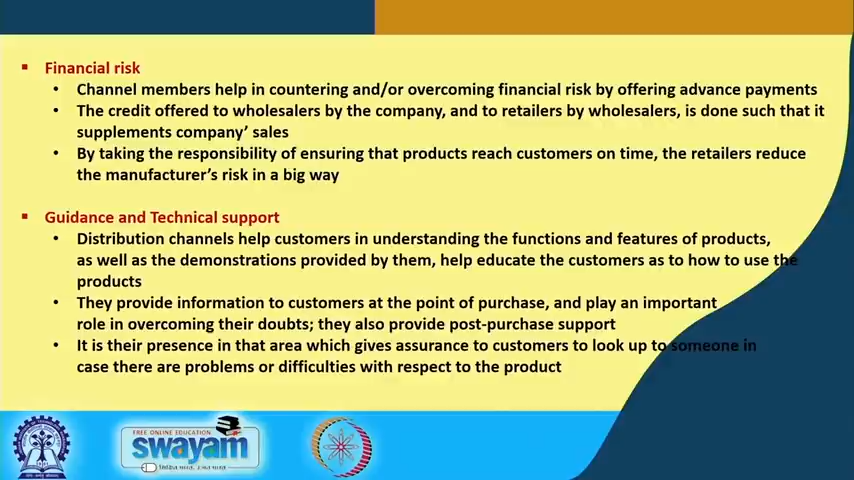 Financial risk
Channel members help in countering and/or overcoming financial risk by offering advance payments
The credit offered to wholesalers by the company, and to retailers by wholesalers, is done such that it
supplements company’ sales
By taking the responsibility of ensuring that products reach customers on time, the retailers reduce
the manufacturer’s risk in a big way
Guidance and Technical support
Distribution channels help customers in understanding the functions and features of products,
as well as the demonstrations provided by them, help educate the customers as to how to use the
products
They provide information to customers at the point of purchase, and play an important
role in overcoming their doubts; they also provide post-purchase support
It is their presence in that area which gives assurance to customers to look up to someone in
case there are problems or difficulties with respect to the product
FREE ONLINE EDUCATION
swayam